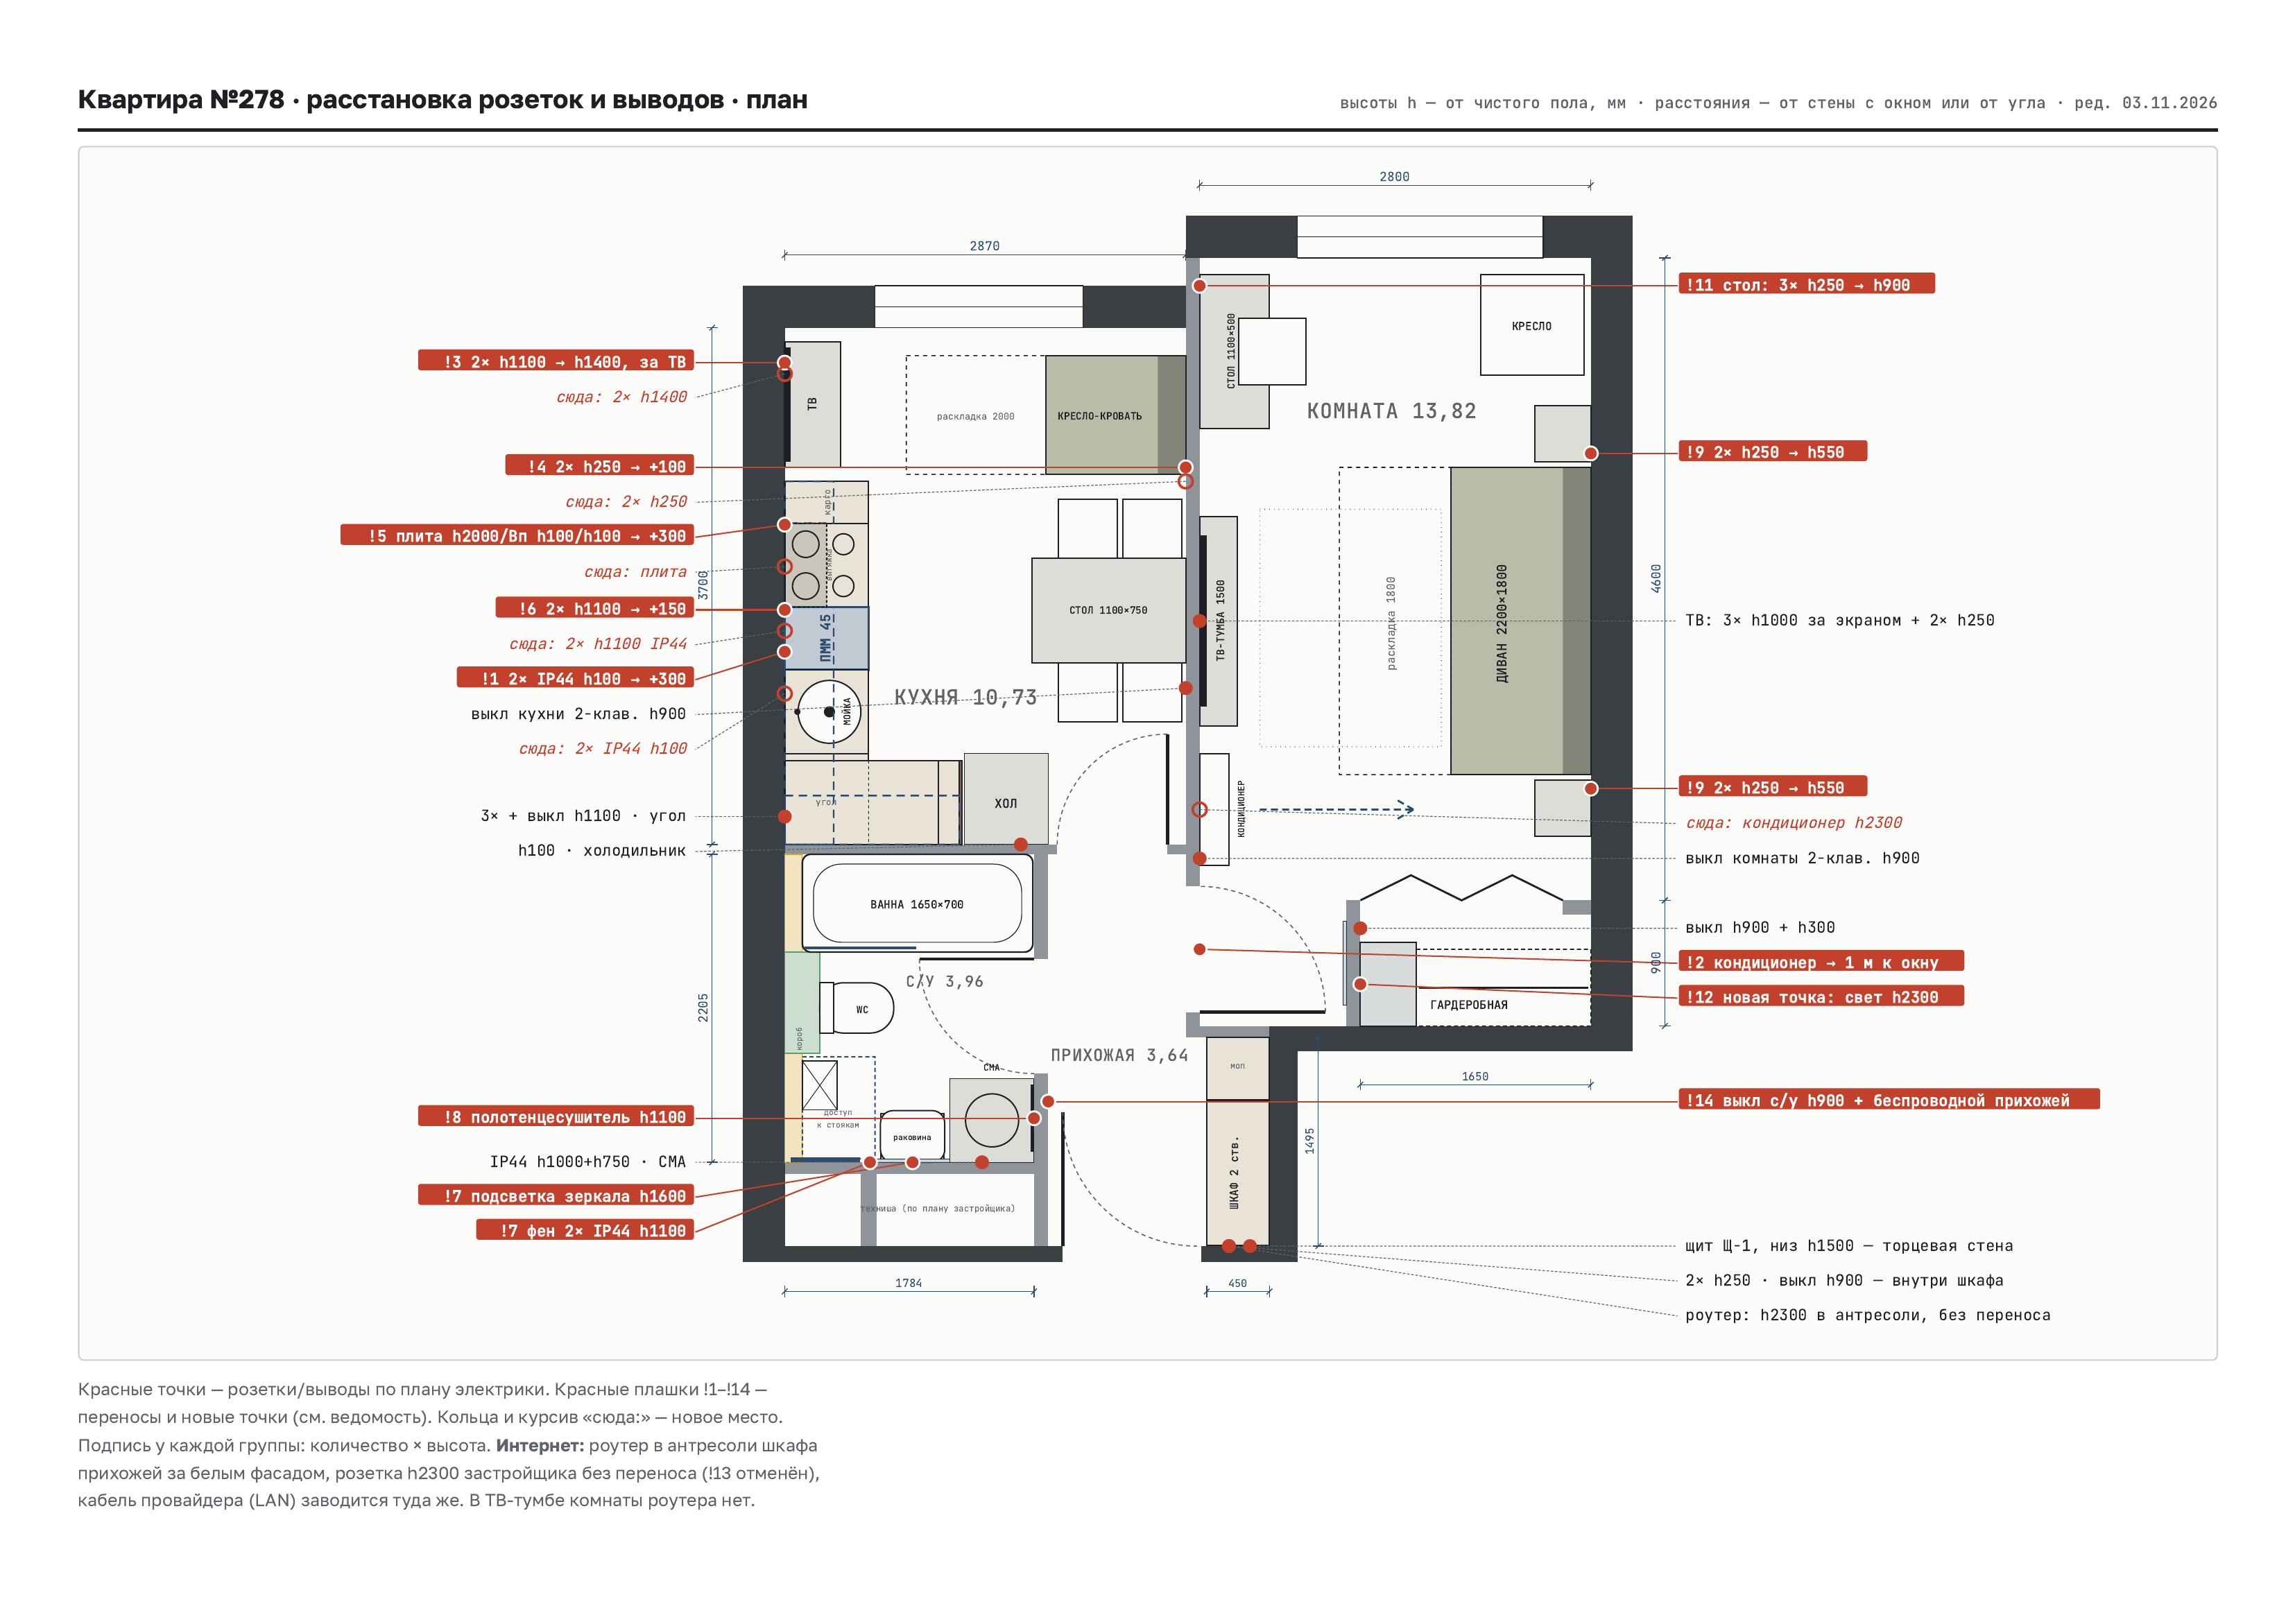 Квартира №278 · расстановка розеток и выводов · план
высоты h — от чистого пола, мм · расстояния — от стены с окном или от угла · ред. 03.11.2026
2800
2870
!11 стол: 3× h250 → h900
КРЕСЛО
СТОЛ 1100×500
!3 2× h1100 → h1400, за ТВ
сюда: 2× h1400
ТВ
раскладка 2000
КРЕСЛО-КРОВАТЬ
КОМНАТА 13,82
!9 2× h250 → h550
!4 2× h250 → +100
сюда: 2× h250
карго
!5 плита h2000/Вп h100/h100 → +300
вытяжка
сюда: плита
3700
4600
!6 2× h1100 → +150
СТОЛ 1100×750
ТВ-ТУМБА 1500
раскладка 1800
ДИВАН 2200×1800
ТВ: 3× h1000 за экраном + 2× h250
ПММ 45
сюда: 2× h1100 IP44
!1 2× IP44 h100 → +300
КУХНЯ 10,73
МОЙКА
выкл кухни 2-клав. h900
сюда: 2× IP44 h100
!9 2× h250 → h550
угол
ХОЛ
КОНДИЦИОНЕР
3× + выкл h1100 · угол
сюда: кондиционер h2300
h100 · холодильник
выкл комнаты 2-клав. h900
ВАННА 1650×700
выкл h900 + h300
900
!2 кондиционер → 1 м к окну
С/У 3,96
!12 новая точка: свет h2300
ГАРДЕРОБНАЯ
WC
2205
короб
ПРИХОЖАЯ 3,64
СМА
моп
1650
!14 выкл с/у h900 + беспроводной прихожей
!8 полотенцесушитель h1100
доступ
к стоякам
раковина
1495
ШКАФ 2 ств.
IP44 h1000+h750 · СМА
!7 подсветка зеркала h1600
!7 фен 2× IP44 h1100
ниша (по плану застройщика)
щит Щ-1, низ h1500 — торцевая стена
2× h250 · выкл h900 — внутри шкафа
роутер: h2300 в антресоли, без переноса
1784
450
Красные точки — розетки/выводы по плану электрики. Красные плашки !1–!14 —
переносы и новые точки (см. ведомость). Кольца и курсив «сюда:» — новое место.
Подпись у каждой группы: количество × высота. Интернет: роутер в антресоли шкафа
прихожей за белым фасадом, розетка h2300 застройщика без переноса (!13 отменён),
кабель провайдера (LAN) заводится туда же. В ТВ-тумбе комнаты роутера нет.